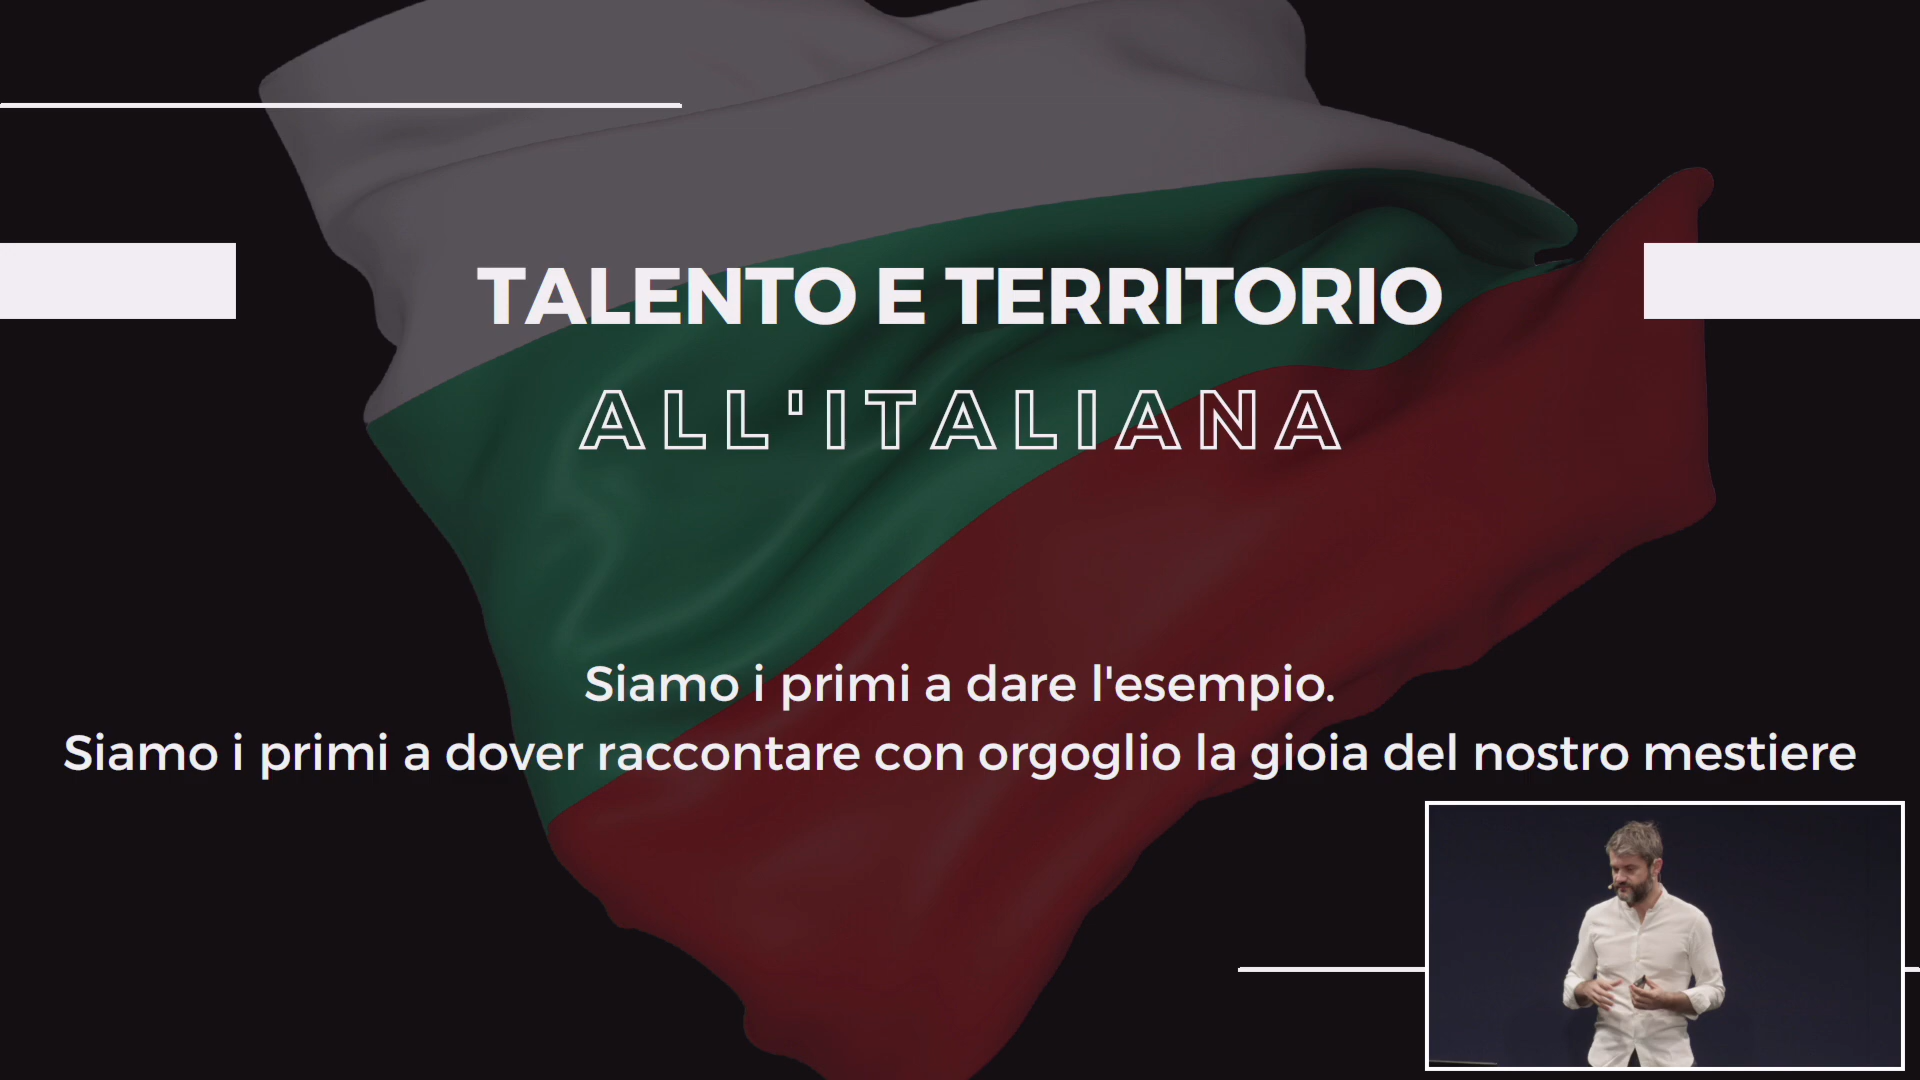 TALENTO E TERRITORIO
ALL'ITALIANA
Siamo i primi a dare l'esempio.
Siamo i primi a dover raccontare con orgoglio la gioia del nostro mestiere